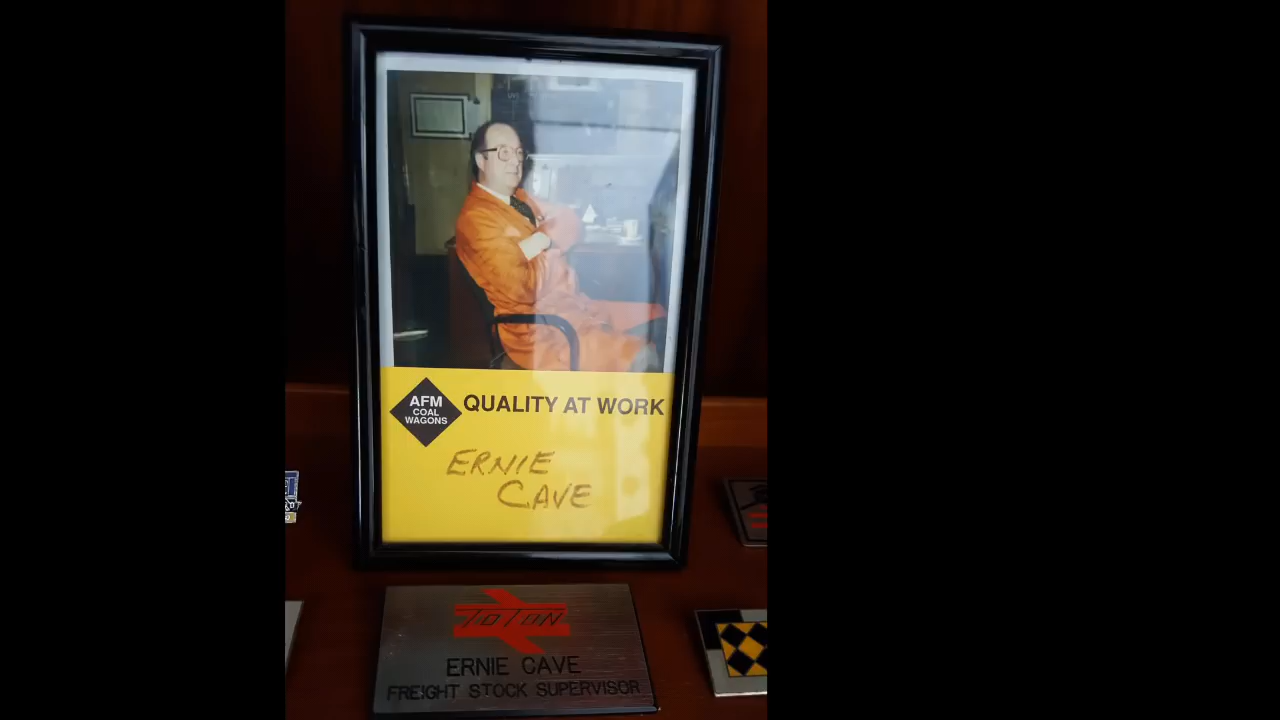 AFM
COAL
WAGONS
QUALITY AT WORK
ERNIE
CAVE
TOTON
ERNIE CAVE
FREIGHT STOCK SUPERVISOR